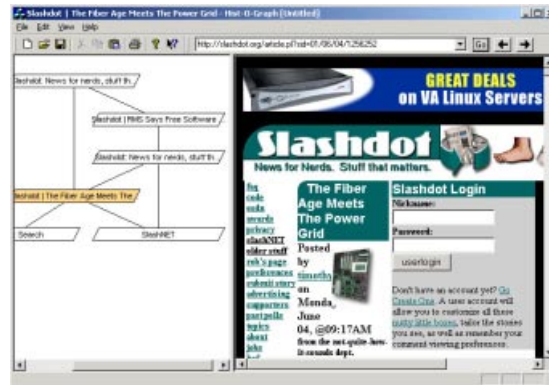 Slashdot | The Fiber Age Meets The Power Grid - Hist-O-Graph [Untitled]
File Edit View Help
http://slashdot.org/article.pl?sid=01/06/04/1256252
Go
Slashdot: News for nerds, stuff th
Slashdot | RMS Says Free Software
Slashdot: News for nerds, stuff th
Slashdot | The Fiber Age Meets The
Search
SlashNET
GREAT DEALS
on VA Linux Servers
Slashdot
News for Nerds. Stuff that matters.
faq
code
awards
privacy
slashNET
older stuff
rob's page
preferences
submit story
advertising
supporters
past polls
topics
about
jobs
The Fiber
Age Meets
The Power
Grid
Posted
by
timothy
on
Monda,
June
04, @09:17AM
from the not-quite-how-
it-sounds dept.
Slashdot Login
Nickname:
Password:
userlogin
Don't have an account yet? Go
Create One. A user account will
allow you to customize all these
nutty little boxes, tailor the stories
you see, as well as remember your
comment viewing preferences.